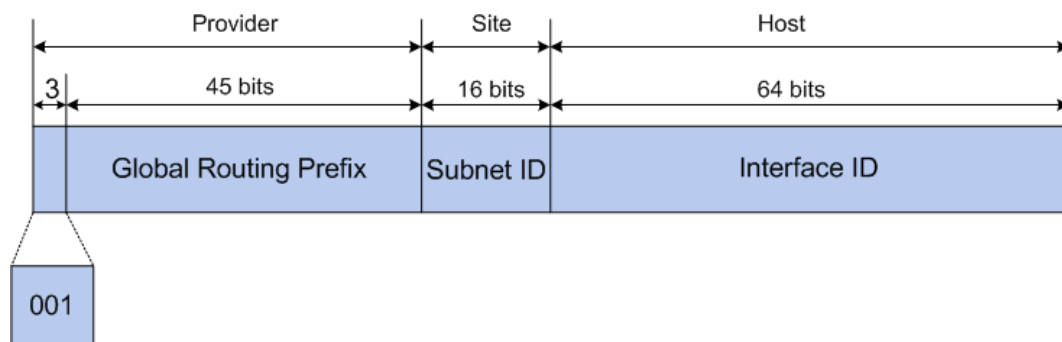 Provider Site Host
3 45 bits 16 bits 64 bits
Global Routing Prefix Subnet ID Interface ID
001